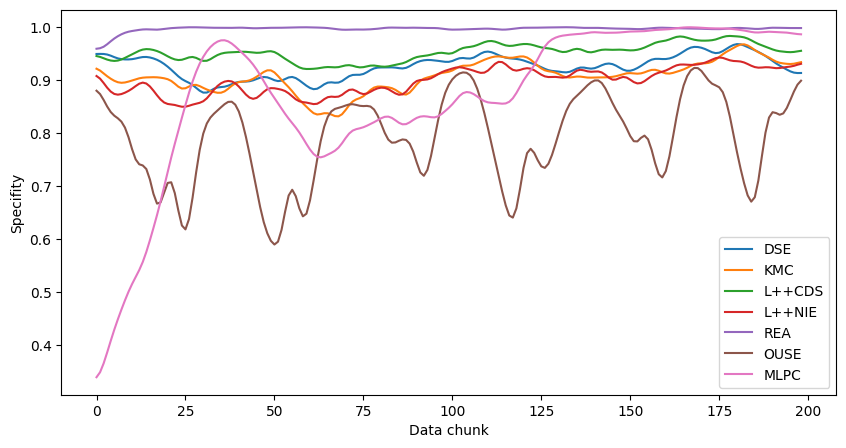 1.0
0.9
0.8
0.7
0.6
0.5
0.4
Specifity
0
25
50
75
100
125
150
175
200
Data chunk
DSE
KMC
L++CDS
L++NIE
REA
OUSE
MLPC